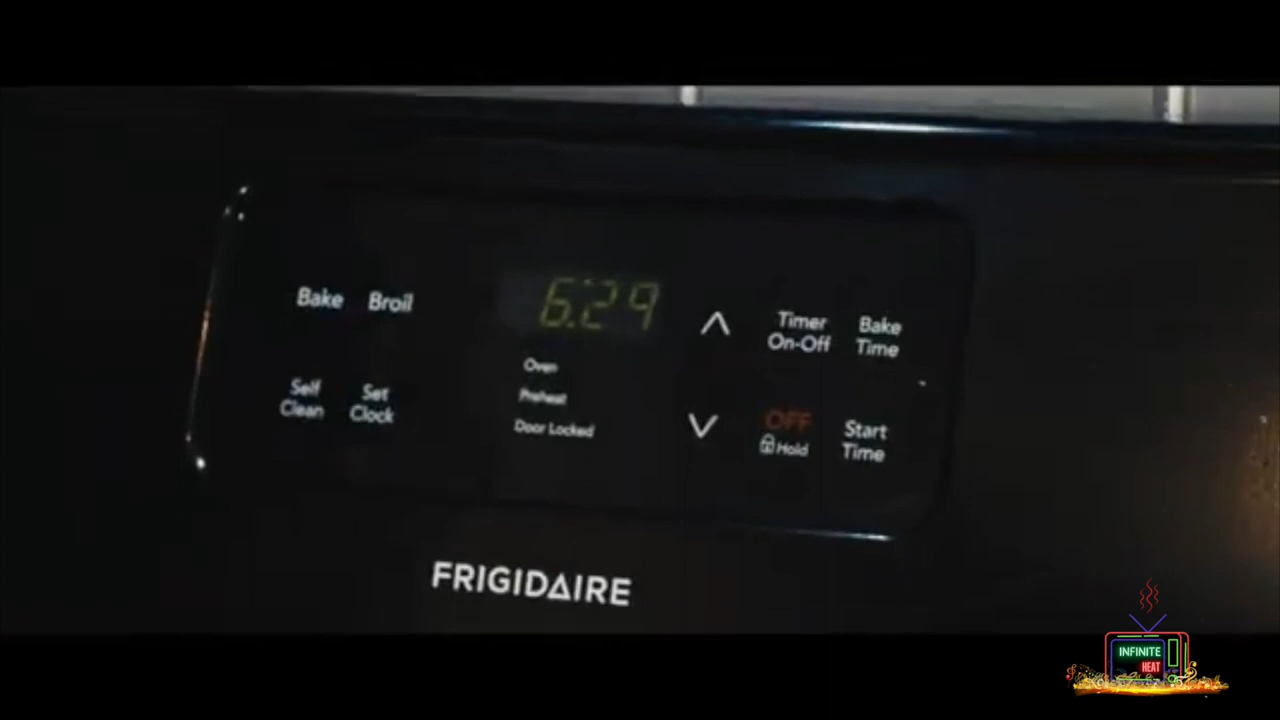 Bake Broil
6:29
Timer
On-Off
Bake
Time
Oven
Preheat
Door Locked
Self
Clean
Set
Clock
OFF
Hold
Start
Time
FRIGIDAIRE
INFINITE
HEAT